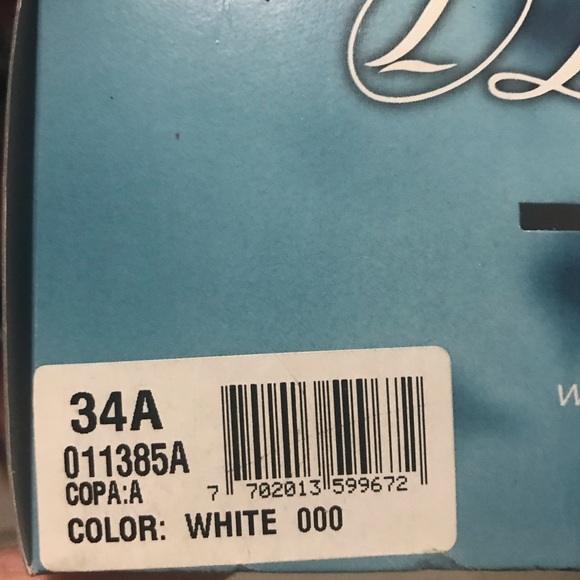 34A
011385A
COPA:A
7 702013 599672
COLOR: WHITE 000